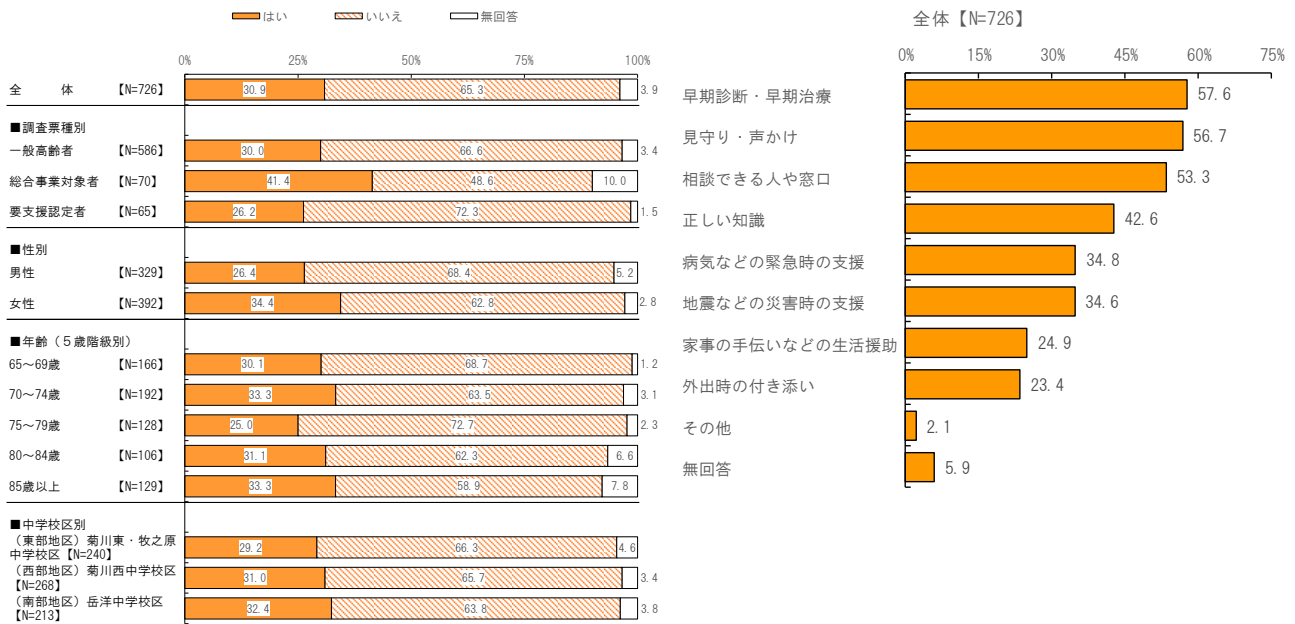 はい いいえ 無回答
0% 25% 50% 75% 100%
全 体 【N=726】 30.9 65.3 3.9
■調査票種別
一般高齢者 【N=586】 30.0 66.6 3.4
総合事業対象者 【N=70】 41.4 48.6 10.0
要支援認定者 【N=65】 26.2 72.3 1.5
■性別
男性 【N=329】 26.4 68.4 5.2
女性 【N=392】 34.4 62.8 2.8
■年齢（５歳階級別）
65～69歳 【N=166】 30.1 68.7 1.2
70～74歳 【N=192】 33.3 63.5 3.1
75～79歳 【N=128】 25.0 72.7 2.3
80～84歳 【N=106】 31.1 62.3 6.6
85歳以上 【N=129】 33.3 58.9 7.8
■中学校区別
（東部地区）菊川東・牧之原
中学校区【N=240】 29.2 66.3 4.6
（西部地区）菊川西中学校区
【N=268】 31.0 65.7 3.4
（南部地区）岳洋中学校区
【N=213】 32.4 63.8 3.8
全体【N=726】
0% 15% 30% 45% 60% 75%
早期診断・早期治療 57.6
見守り・声かけ 56.7
相談できる人や窓口 53.3
正しい知識 42.6
病気などの緊急時の支援 34.8
地震などの災害時の支援 34.6
家事の手伝いなどの生活援助 24.9
外出時の付き添い 23.4
その他 2.1
無回答 5.9